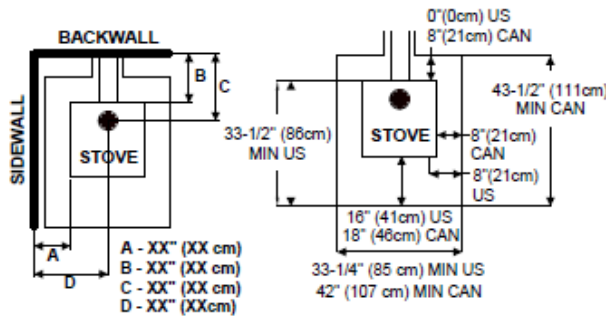 BACKWALL
SIDEWALL
B
C
STOVE
A
D
A - XX" (XX cm)
B - XX" (XX cm)
C - XX" (XX cm)
D - XX" (XXcm)
0"(0cm) US
8"(21cm) CAN
43-1/2" (111cm)
MIN CAN
33-1/2" (86cm)
MIN US
STOVE
8"(21cm)
CAN
8"(21cm)
US
16" (41cm) US
18" (46cm) CAN
33-1/4" (85 cm) MIN US
42" (107 cm) MIN CAN